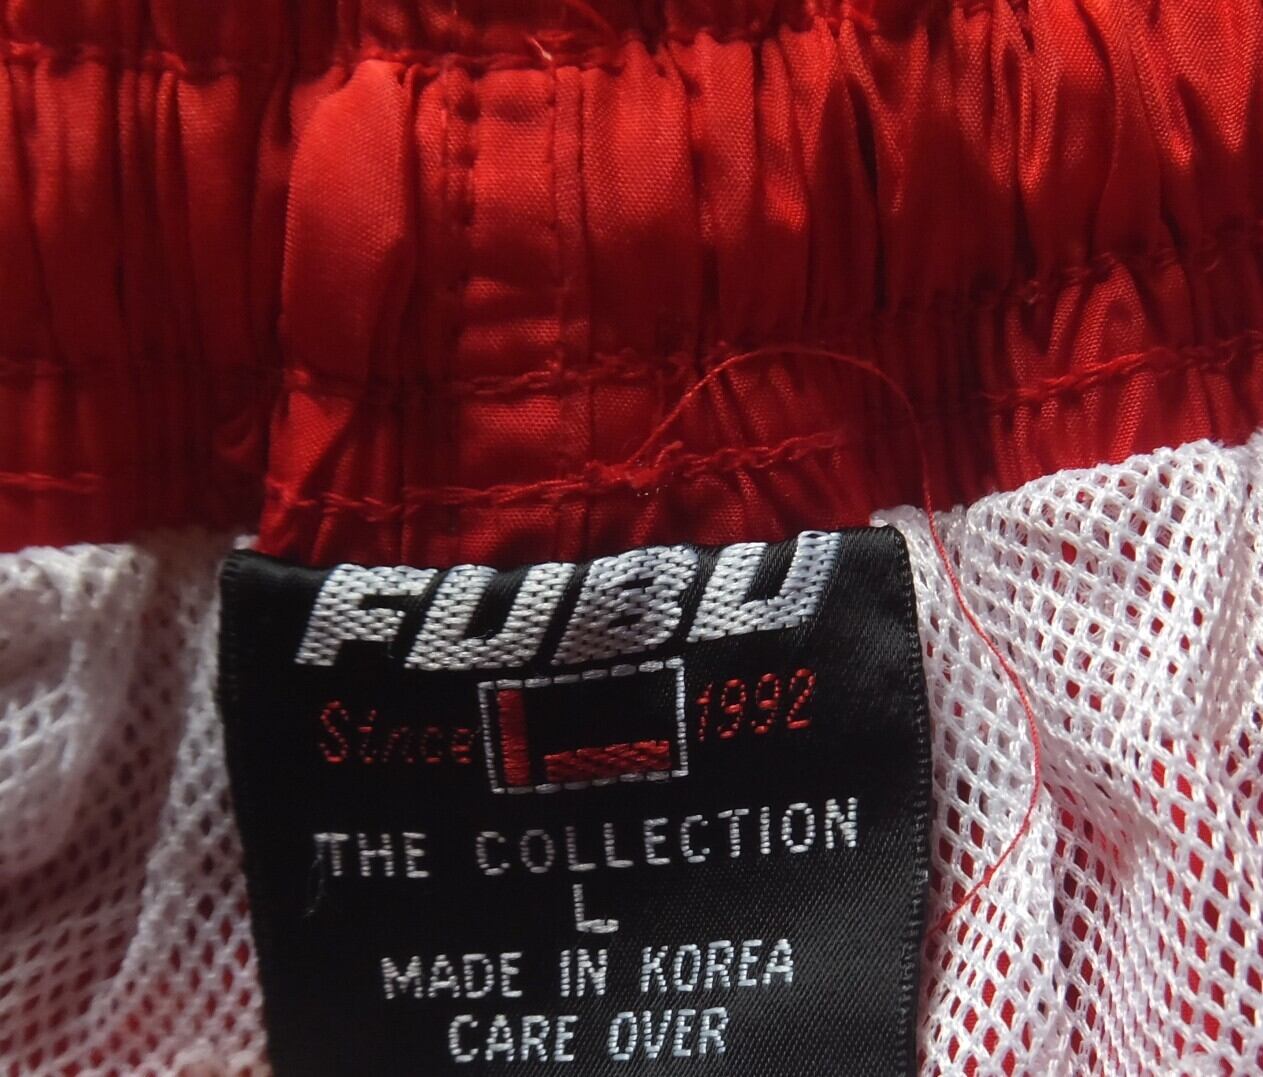 FUBU
Since 1992
THE COLLECTION
L
MADE IN KOREA
CARE OVER